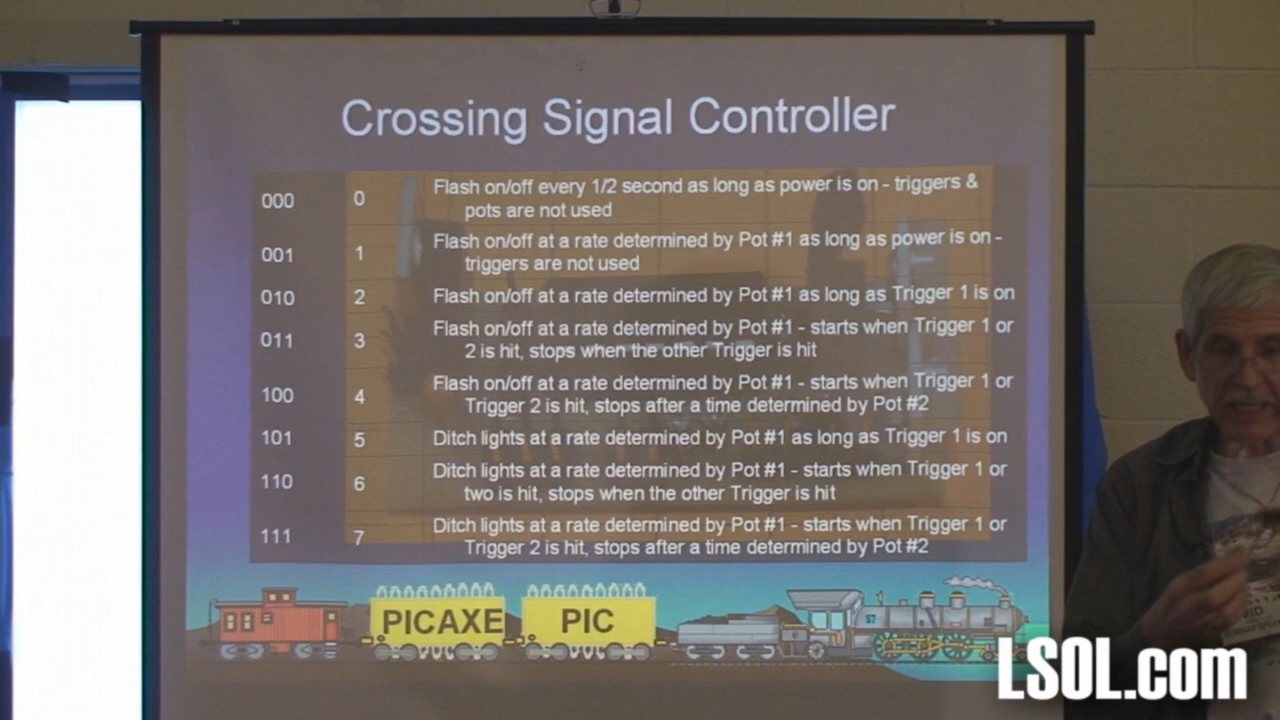 Crossing Signal Controller
000 0 Flash on/off every 1/2 second as long as power is on - triggers &
pots are not used
001 1 Flash on/off at a rate determined by Pot #1 as long as power is on -
triggers are not used
010 2 Flash on/off at a rate determined by Pot #1 as long as Trigger 1 is on
011 3 Flash on/off at a rate determined by Pot #1 - starts when Trigger 1 or
2 is hit, stops when the other Trigger is hit
100 4 Flash on/off at a rate determined by Pot #1 - starts when Trigger 1 or
Trigger 2 is hit, stops after a time determined by Pot #2
101 5 Ditch lights at a rate determined by Pot #1 as long as Trigger 1 is on
110 6 Ditch lights at a rate determined by Pot #1 - starts when Trigger 1 or
two is hit, stops when the other Trigger is hit
111 7 Ditch lights at a rate determined by Pot #1 - starts when Trigger 1 or
Trigger 2 is hit, stops after a time determined by Pot #2
PICAXE PIC 57
LSOL.com